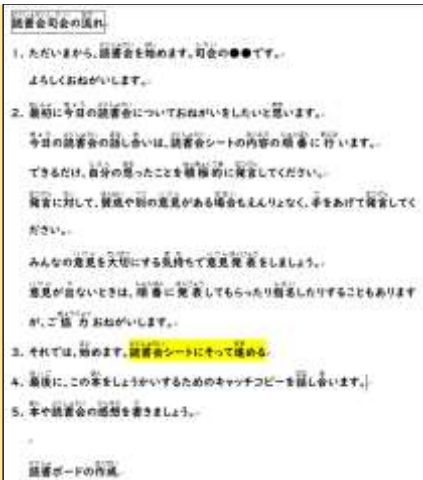 読書会司会の流れ
1. ただいまから、読書会を始めます。司会の●●です。
よろしくおねがいします。
2. 最初に今日の読書会についておねがいをしたいと思います。
今日の読書会の話し合いは、読書会シートの内容の順番に行います。
できるだけ、自分の思ったことを積極的に発言してください。
発言に対して、賛成や別の意見がある場合もえんりょなく、手をあげて発言してく
ださい。
みんなの意見を大切にする気持ちで意見発表をしましょう。
意見が出ないときは、順番に発表してもらったり指名したりすることもあります
が、ご協力おねがいします。
3. それでは、始めます。読書会シートにそって進める
4. 最後に、この本をしょうかいするためのキャッチコピーを話し合います。
5. 本や読書会の感想を書きましょう。
読書ボードの作成